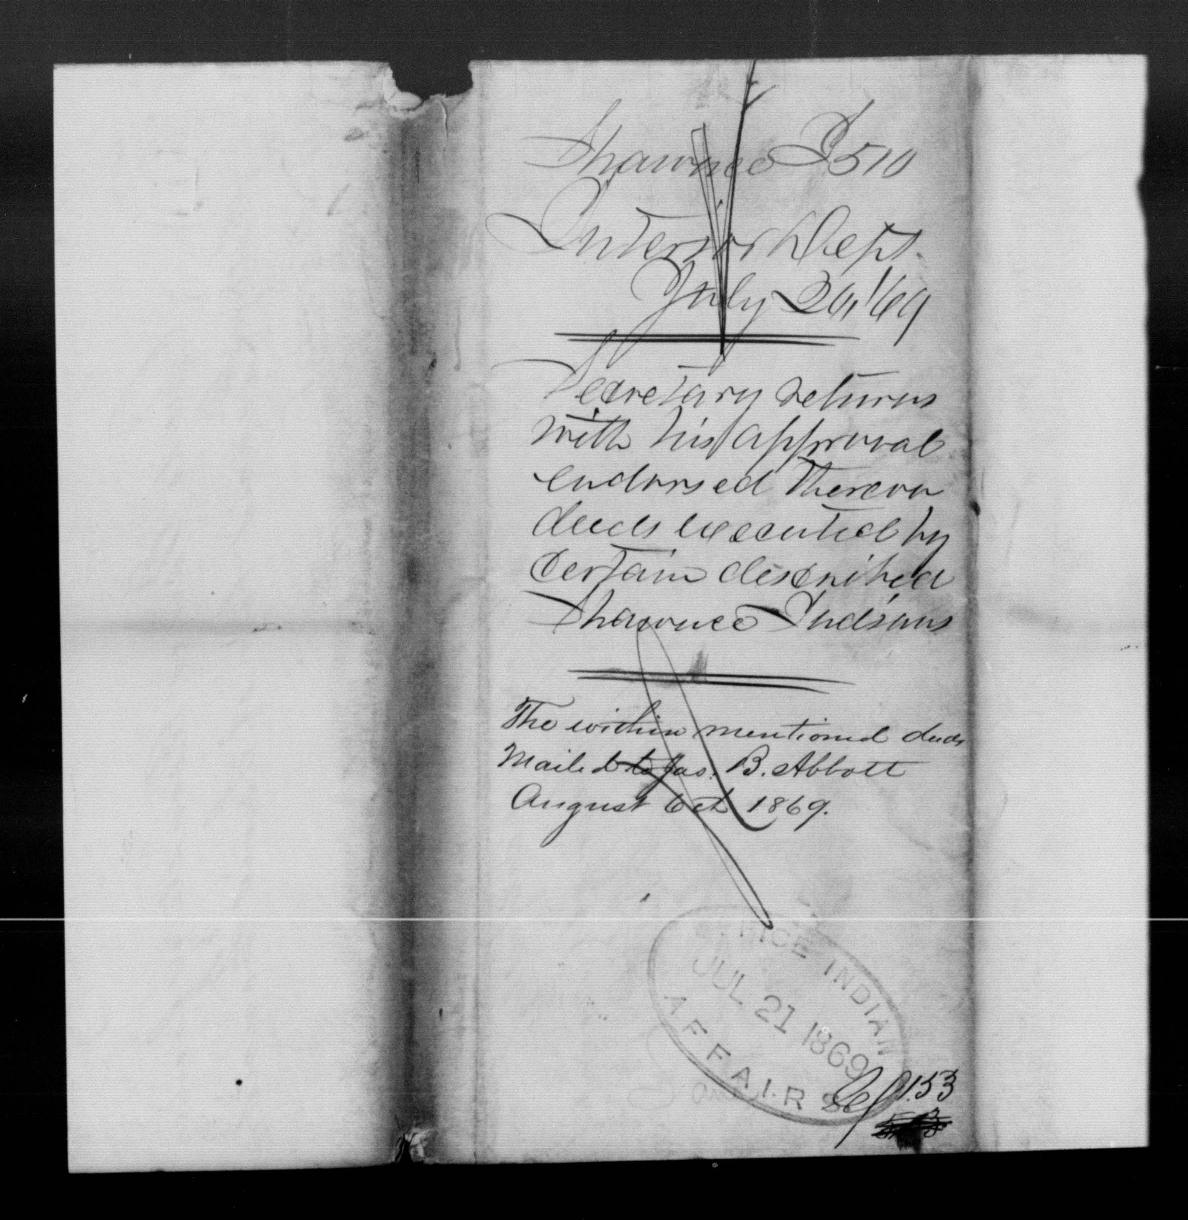 Shawnee I 510
Interior Dept.
July 20, '69
Secretary returns
with his approval
endorsed thereon
deeds executed by
certain described
Shawnee Indians
The within mentioned deeds
Mailed to Jas. B. Abbott
August 6th 1869.
OFFICE INDIAN
JUL 21 1869
AFFAIRS
153